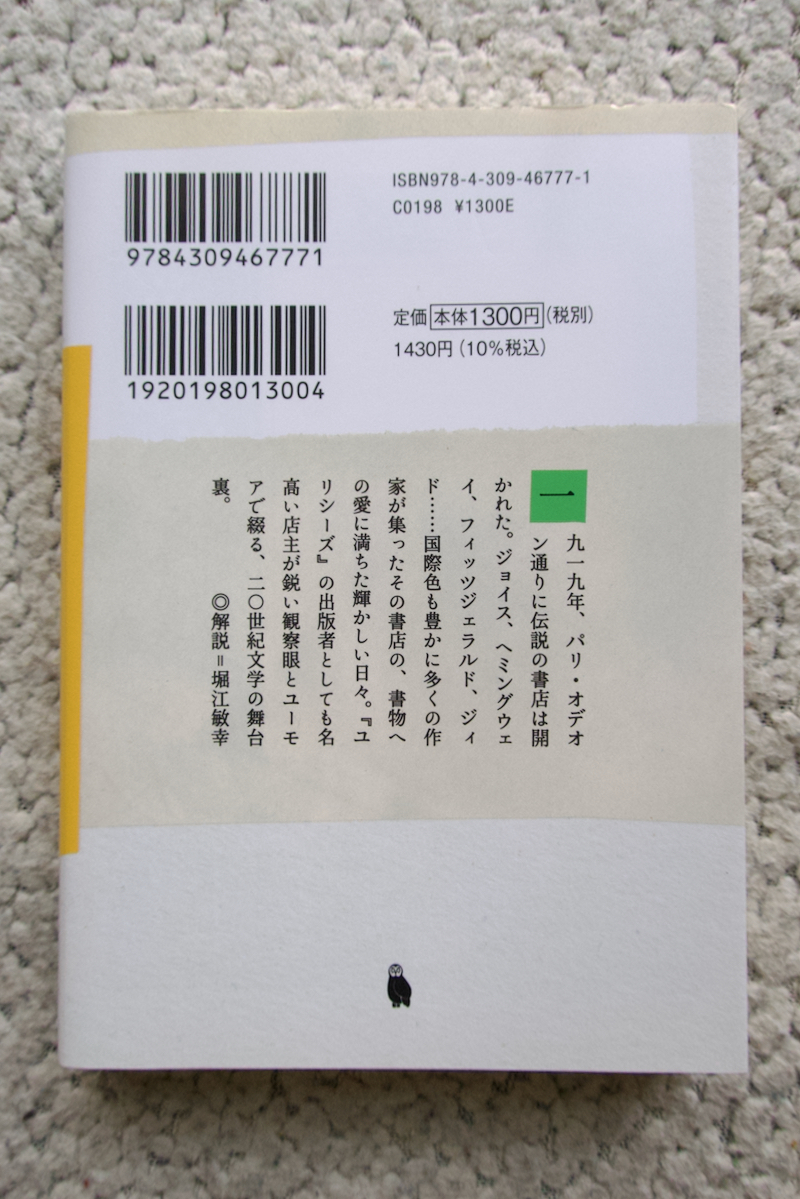 ISBN978-4-309-46777-1
C0198 ¥1300E
9784309467771
定価 本体1300円(税別)
1430円(10%税込)
1920198013004
一九一九年、パリ・オデオ
ン通りに伝説の書店は開
かれた。ジョイス、ヘミングウェ
イ、フィッツジェラルド、ジィ
ド……国際色も豊かに多くの作
家が集ったその書店の、書物へ
の愛に満ちた輝かしい日々。『ユ
リシーズ』の出版者としても名
高い店主が鋭い観察眼とユーモ
アで綴る、二〇世紀文学の舞台
裏。 ◎解説=堀江敏幸